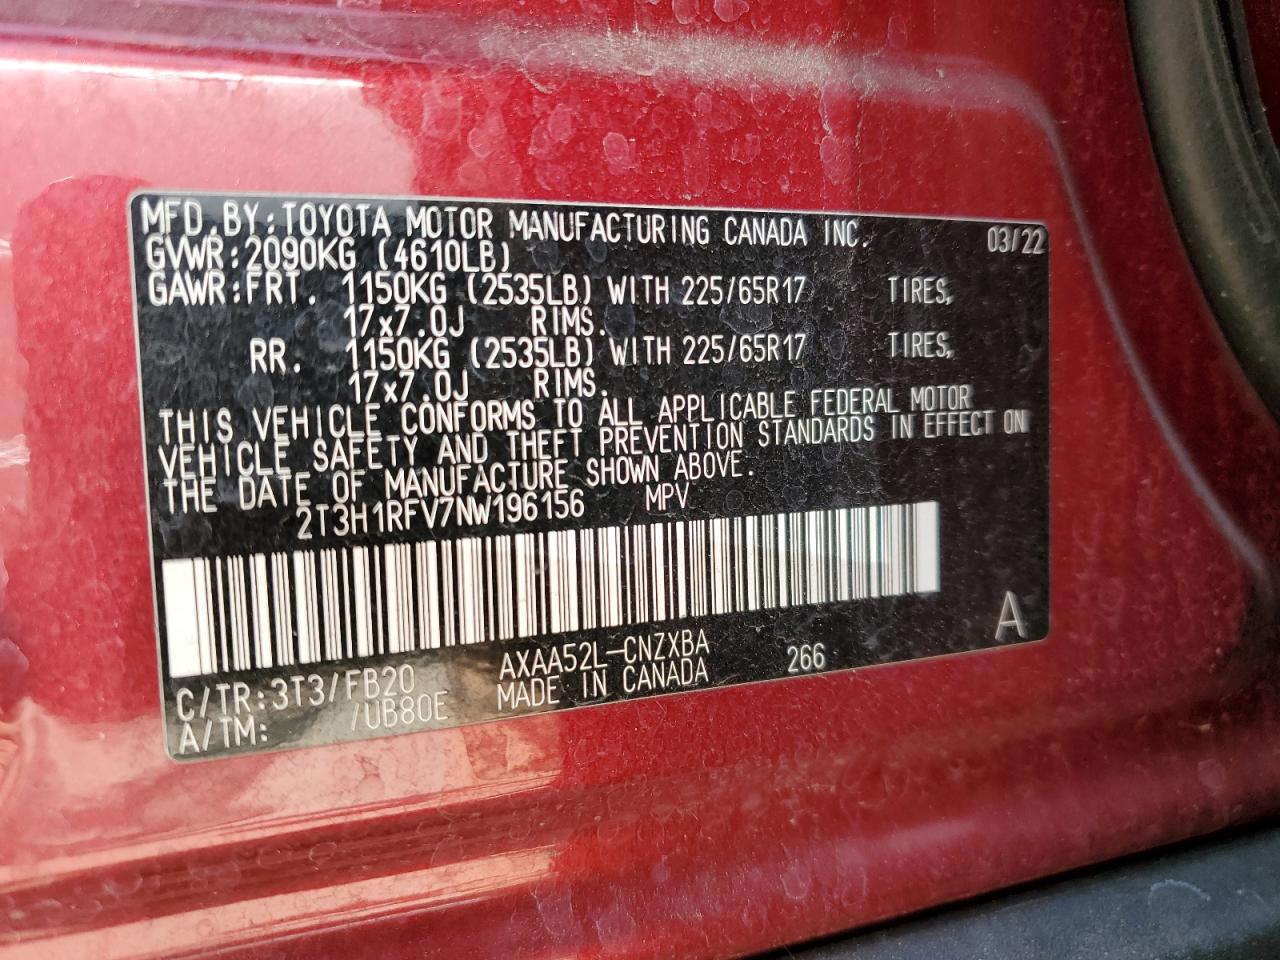 MFD.BY:TOYOTA MOTOR MANUFACTURING CANADA INC. 03/22
GVWR:2090KG (4610LB)
GAWR:FRT. 1150KG (2535LB) WITH 225/65R17 TIRES,
17x7.0J RIMS.
RR. 1150KG (2535LB) WITH 225/65R17 TIRES,
17x7.0J RIMS.
THIS VEHICLE CONFORMS TO ALL APPLICABLE FEDERAL MOTOR
VEHICLE SAFETY AND THEFT PREVENTION STANDARDS IN EFFECT ON
THE DATE OF MANUFACTURE SHOWN ABOVE.
2T3H1RFV7NW196156 MPV
C/TR:3T3/FB20 AXAA52L-CNZXBA 266 A
A/TM: /UB80E MADE IN CANADA